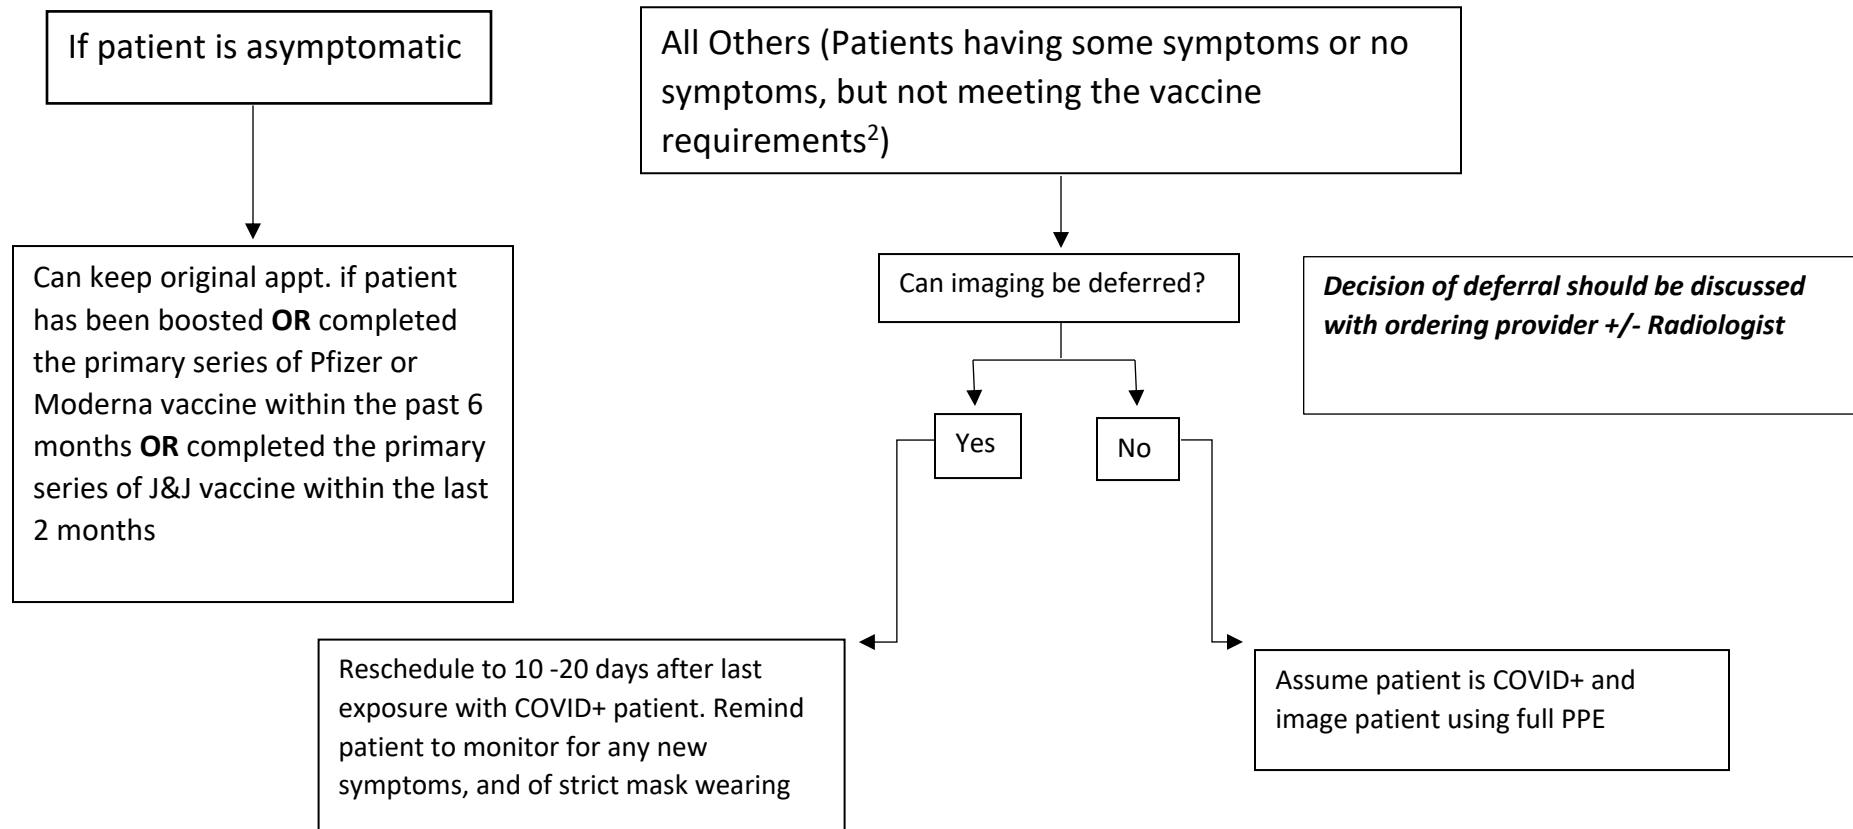 If patient is asymptomatic
All Others (Patients having some symptoms or no
symptoms, but not meeting the vaccine
requirements²)
Can keep original appt. if patient
has been boosted OR completed
the primary series of Pfizer or
Moderna vaccine within the past 6
months OR completed the primary
series of J&J vaccine within the last
2 months
Can imaging be deferred?
Decision of deferral should be discussed
with ordering provider +/- Radiologist
Yes
No
Reschedule to 10 -20 days after last
exposure with COVID+ patient. Remind
patient to monitor for any new
symptoms, and of strict mask wearing
Assume patient is COVID+ and
image patient using full PPE